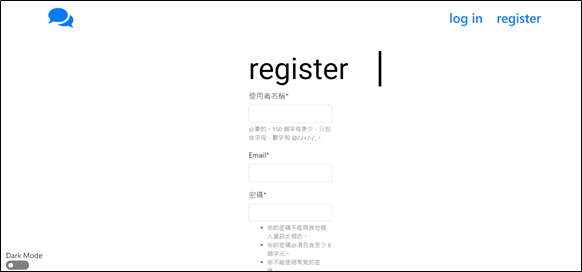 log in register
register
使用者名稱*
必要的。150 個字或更少。只包
含字母、數字和 @/./+/-/_。
Email*
密碼*
你的密碼不能與其他個
人資訊太相近。
你的密碼必須包含至少 8
個字元。
你不能使用常見的密
碼。
Dark Mode